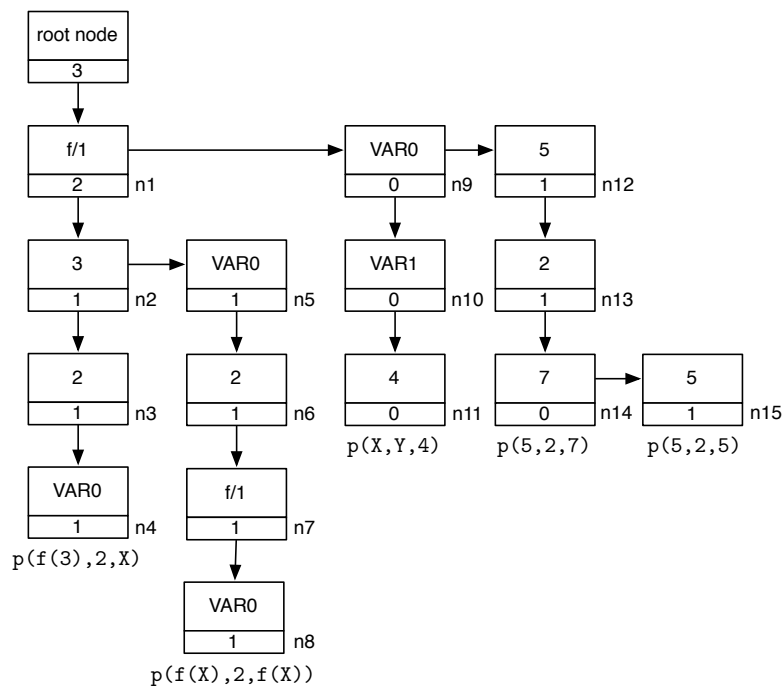 root node
3
f/1
2 n1
VAR0
0 n9
5
1 n12
3
1 n2
VAR0
1 n5
VAR1
0 n10
2
1 n13
2
1 n3
2
1 n6
4
0 n11
7
0 n14
5
1 n15
p(X,Y,4)
p(5,2,7)
p(5,2,5)
VAR0
1 n4
f/1
1 n7
p(f(3),2,X)
VAR0
1 n8
p(f(X),2,f(X))